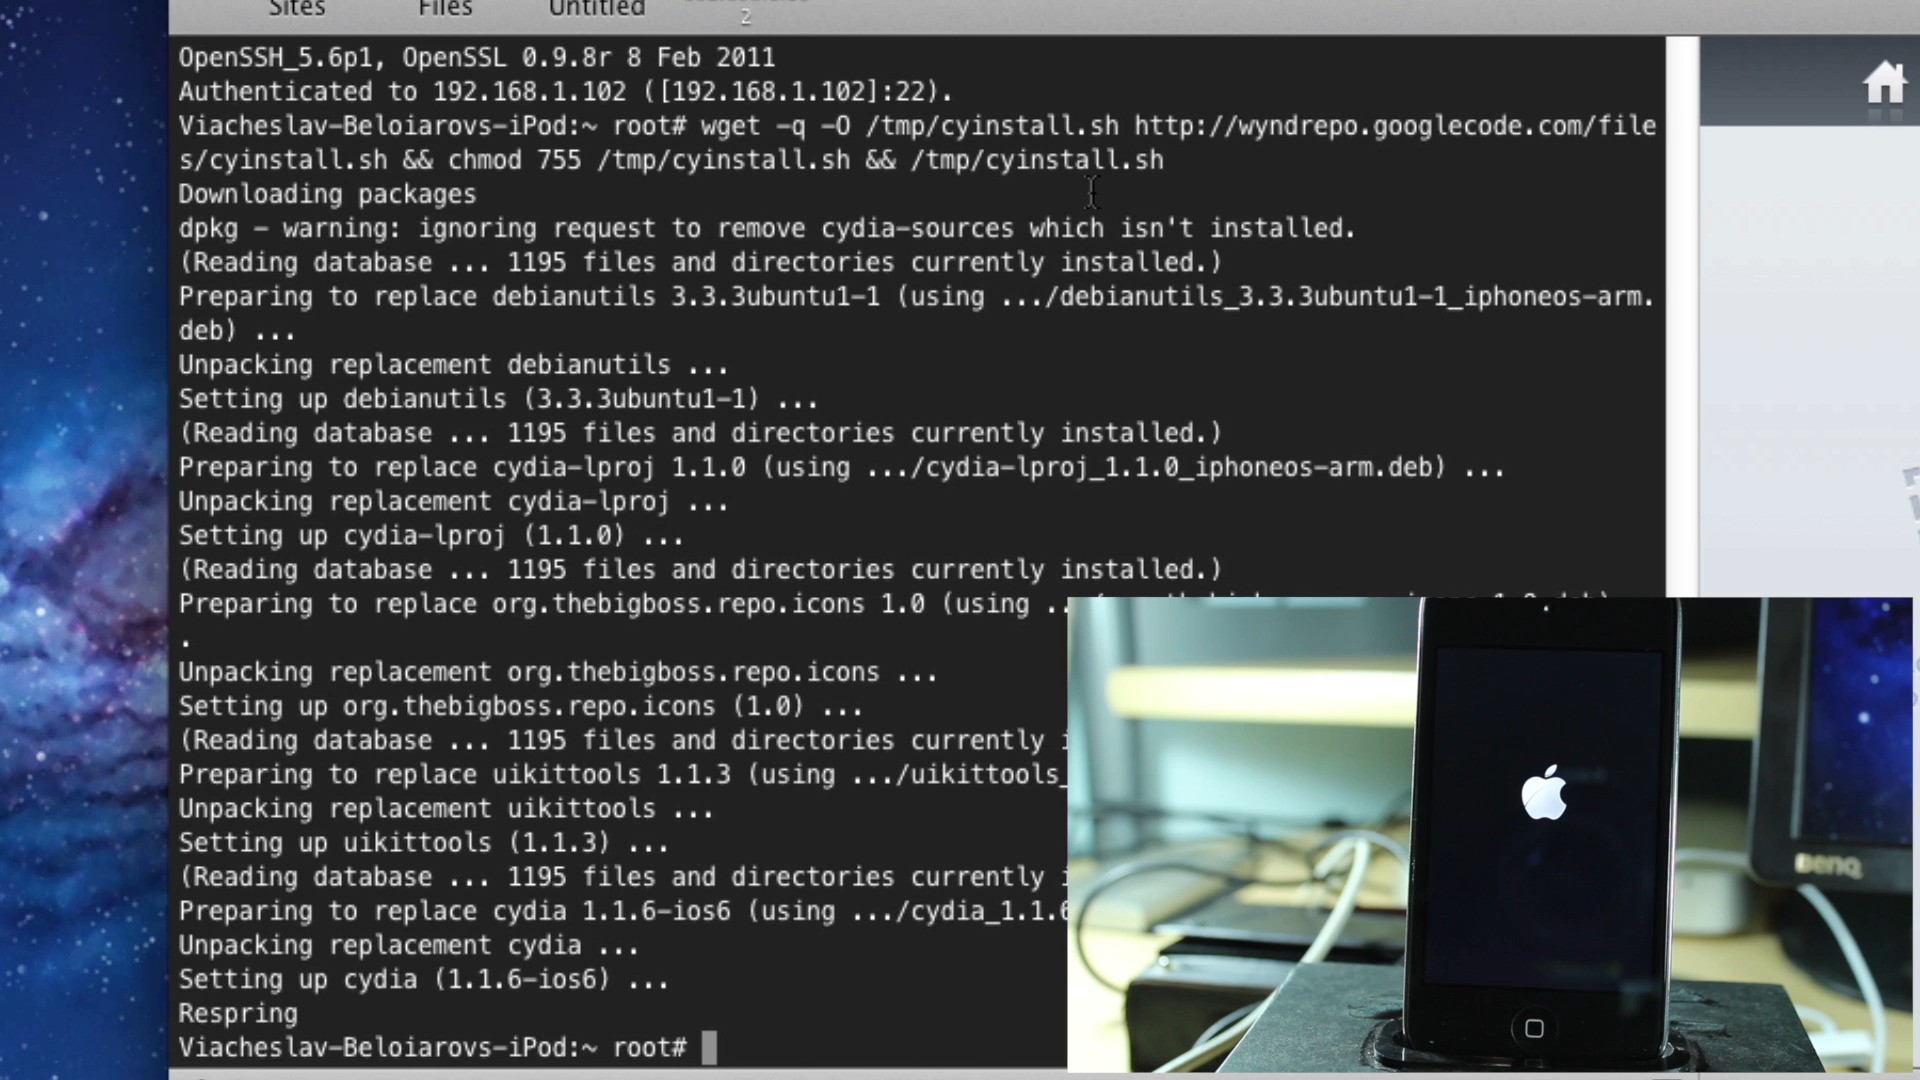 Sites Files Untitled
2
OpenSSH_5.6p1, OpenSSL 0.9.8r 8 Feb 2011
Authenticated to 192.168.1.102 ([192.168.1.102]:22).
Viacheslav-Beloiarovs-iPod:~ root# wget -q -O /tmp/cyinstall.sh http://wyndrepo.googlecode.com/file
s/cyinstall.sh && chmod 755 /tmp/cyinstall.sh && /tmp/cyinstall.sh
Downloading packages
dpkg - warning: ignoring request to remove cydia-sources which isn't installed.
(Reading database ... 1195 files and directories currently installed.)
Preparing to replace debianutils 3.3.3ubuntu1-1 (using .../debianutils_3.3.3ubuntu1-1_iphoneos-arm.
deb) ...
Unpacking replacement debianutils ...
Setting up debianutils (3.3.3ubuntu1-1) ...
(Reading database ... 1195 files and directories currently installed.)
Preparing to replace cydia-lproj 1.1.0 (using .../cydia-lproj_1.1.0_iphoneos-arm.deb) ...
Unpacking replacement cydia-lproj ...
Setting up cydia-lproj (1.1.0) ...
(Reading database ... 1195 files and directories currently installed.)
Preparing to replace org.thebigboss.repo.icons 1.0 (using ..
.
Unpacking replacement org.thebigboss.repo.icons ...
Setting up org.thebigboss.repo.icons (1.0) ...
(Reading database ... 1195 files and directories currently
Preparing to replace uikittools 1.1.3 (using .../uikittools_
Unpacking replacement uikittools ...
Setting up uikittools (1.1.3) ...
(Reading database ... 1195 files and directories currently
Preparing to replace cydia 1.1.6-ios6 (using .../cydia_1.1.6
Unpacking replacement cydia ...
Setting up cydia (1.1.6-ios6) ...
Respring
Viacheslav-Beloiarovs-iPod:~ root#
BenQ